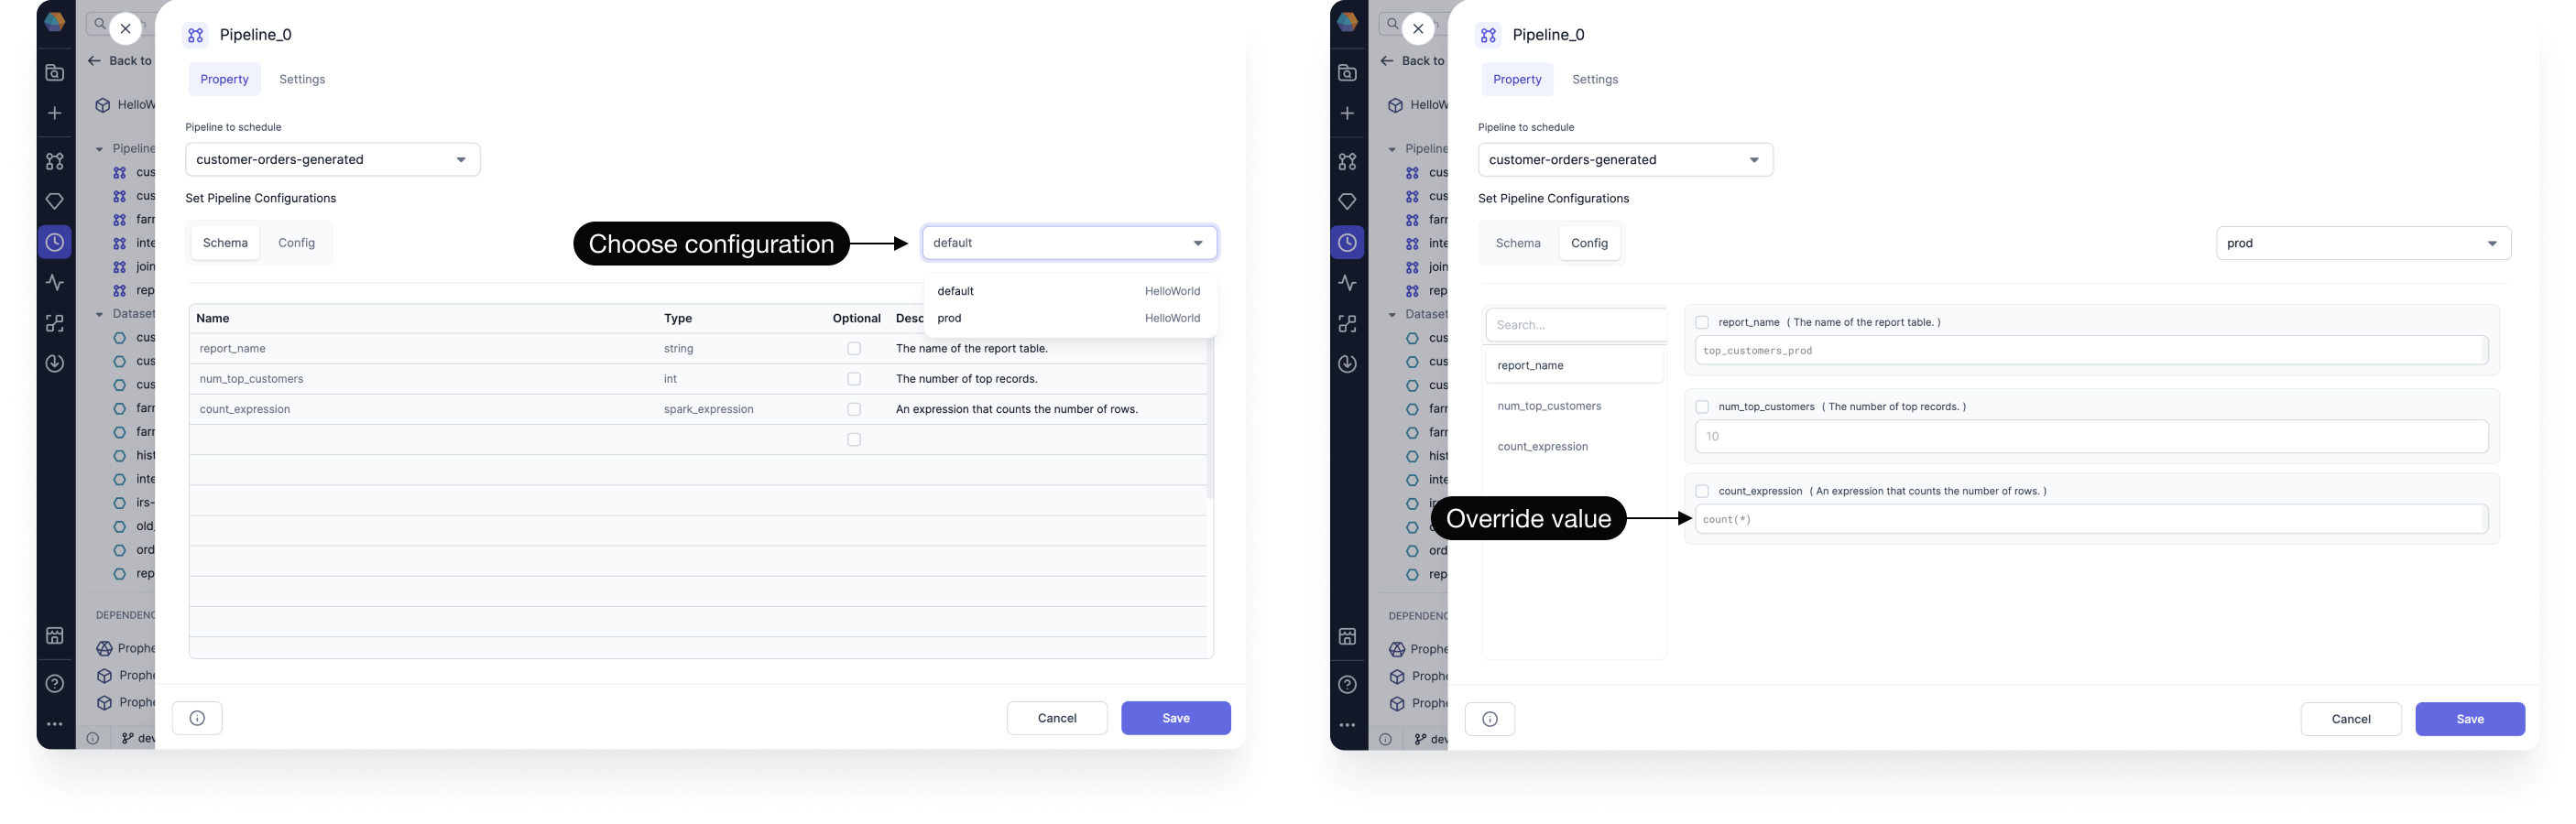 Pipeline_0
Back to
Property
Settings
HelloW
Pipeline to schedule
Pipeline
customer-orders-generated
cus
cus
Set Pipeline Configurations
farr
inte
Schema
Config
Choose configuration
default
join
rep
default
HelloWorld
prod
HelloWorld
Dataset
Name
Type
Optional
Desc
cus
report_name
string
The name of the report table.
cus
num_top_customers
int
The number of top records.
cus
count_expression
spark_expression
An expression that counts the number of rows.
farr
farr
hist
inte
irs-
old_
ord
rep
DEPENDENC
Prophe
Prophe
Prophe
Cancel
Save
dev
Pipeline_0
Back to
Property
Settings
HelloW
Pipeline to schedule
Pipeline
customer-orders-generated
cus
cus
Set Pipeline Configurations
farr
inte
Schema
Config
prod
join
rep
Dataset
Search...
report_name
( The name of the report table. )
cus
top_customers_prod
cus
report_name
cus
farr
num_top_customers
num_top_customers
( The number of top records. )
farr
10
hist
count_expression
inte
count_expression
( An expression that counts the number of rows. )
Override value
count(*)
ord
rep
DEPENDENC
Prophe
Prophe
Prophe
Cancel
Save
dev